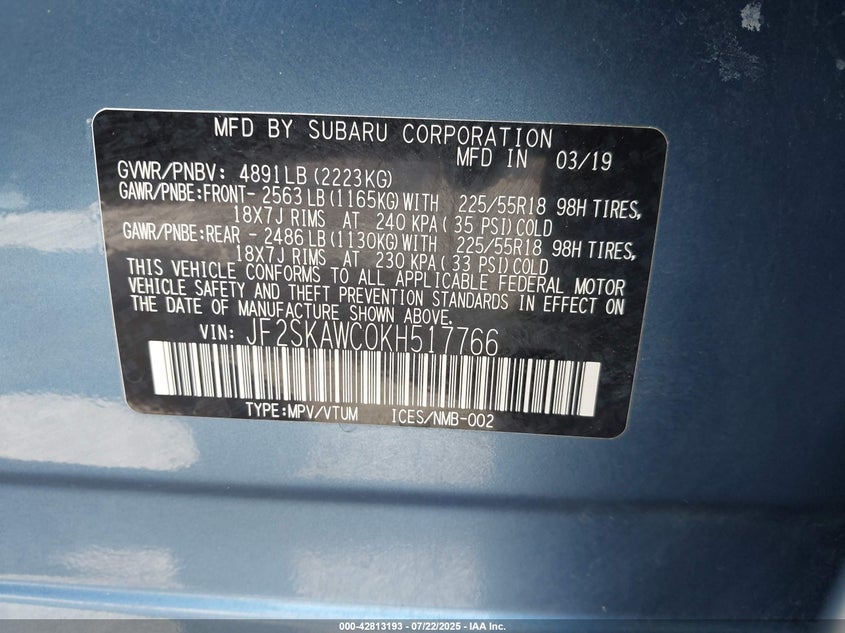 MFD BY SUBARU CORPORATION
MFD IN 03/19
GVWR/PNBV: 4891LB(2223KG)
GAWR/PNBE:FRONT- 2563LB(1165KG)WITH 225/55R18 98H TIRES,
18X7J RIMS AT 240 KPA( 35 PSI)COLD
GAWR/PNBE:REAR - 2486LB(1130KG)WITH 225/55R18 98H TIRES,
18X7J RIMS AT 230 KPA( 33 PSI)COLD
THIS VEHICLE CONFORMS TO ALL APPLICABLE FEDERAL MOTOR
VEHICLE SAFETY AND THEFT PREVENTION STANDARDS IN EFFECT ON
THE DATE OF MANUFACTURE SHOWN ABOVE.
VIN: JF2SKAWC0KH517766
TYPE:MPV/VTUM ICES/NMB-002
000-42813193 - 07/22/2025 - IAA Inc.